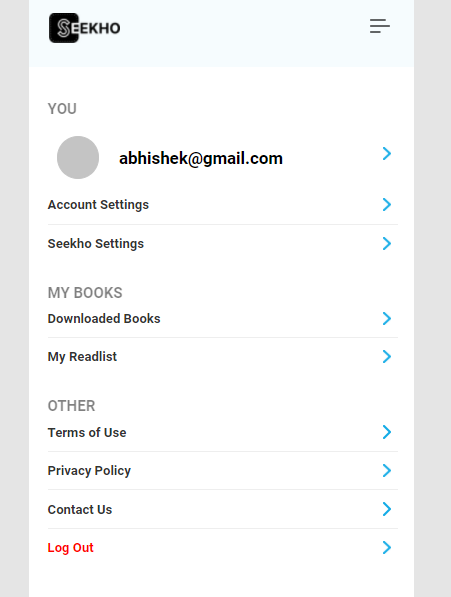 SEEKHO
YOU
abhishek@gmail.com
Account Settings
Seekho Settings
MY BOOKS
Downloaded Books
My Readlist
OTHER
Terms of Use
Privacy Policy
Contact Us
Log Out